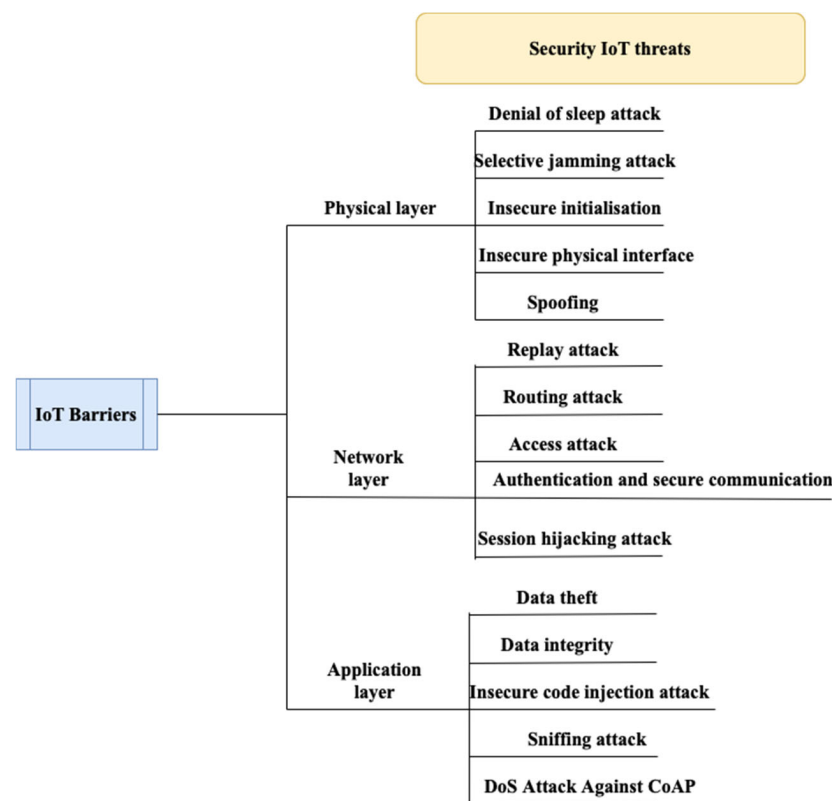 Security IoT threats
Denial of sleep attack
Selective jamming attack
Physical layer
Insecure initialisation
Insecure physical interface
Spoofing
Replay attack
Routing attack
IoT Barriers
Access attack
Network
layer
Authentication and secure communication
Session hijacking attack
Data theft
Data integrity
Application
layer
Insecure code injection attack
Sniffing attack
DoS Attack Against CoAP